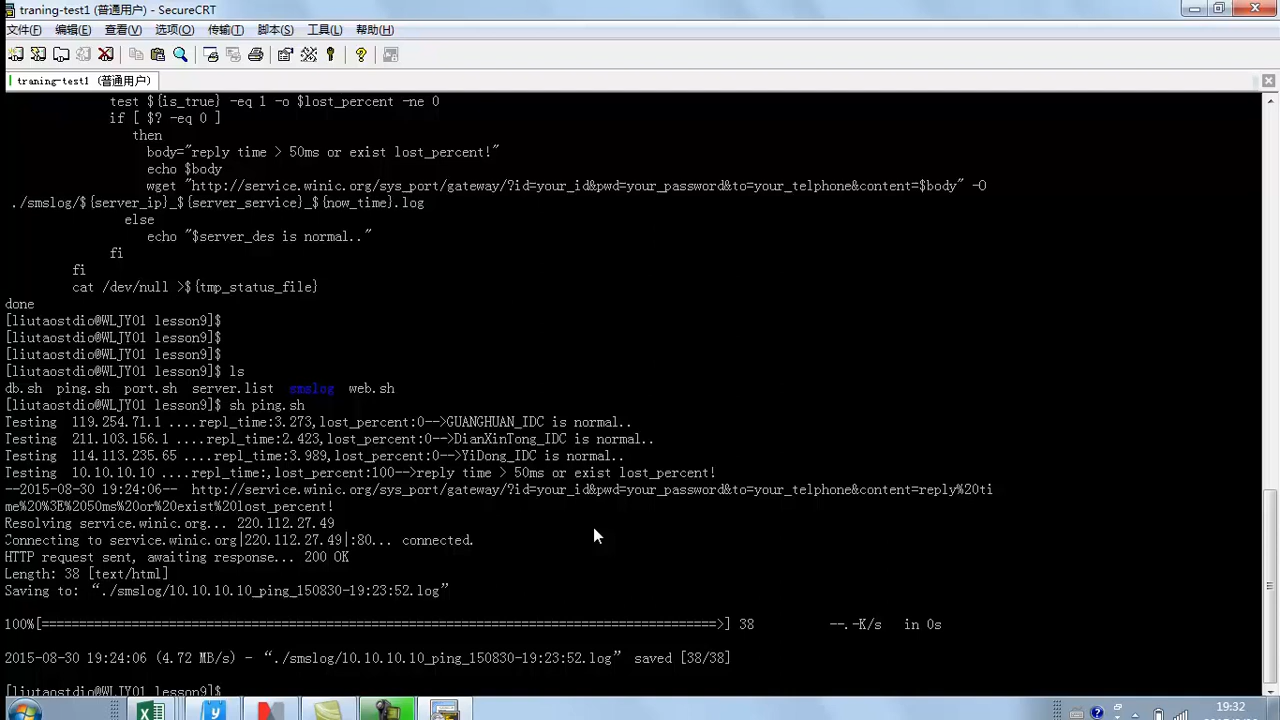 traning-test1 (普通用户) - SecureCRT
文件(F) 编辑(E) 查看(V) 选项(O) 传输(T) 脚本(S) 工具(L) 帮助(H)
traning-test1 (普通用户)
test ${is_true} -eq 1 -o $lost_percent -ne 0
if [ $? -eq 0 ]
then
body="reply time > 50ms or exist lost_percent!"
echo $body
wget "http://service.winic.org/sys_port/gateway/?id=your_id&pwd=your_password&to=your_telphone&content=$body" -O
./smslog/${server_ip}_${server_service}_${now_time}.log
else
echo "$server_des is normal.."
fi
fi
cat /dev/null >${tmp_status_file}
done
[liutaostdio@WLJY01 lesson9]$
[liutaostdio@WLJY01 lesson9]$
[liutaostdio@WLJY01 lesson9]$
[liutaostdio@WLJY01 lesson9]$ ls
db.sh ping.sh port.sh server.list smslog web.sh
[liutaostdio@WLJY01 lesson9]$ sh ping.sh
Testing 119.254.71.1 ....repl_time:3.273,lost_percent:0-->GUANGHUAN_IDC is normal..
Testing 211.103.156.1 ....repl_time:2.423,lost_percent:0-->DianXinTong_IDC is normal..
Testing 114.113.235.65 ....repl_time:3.989,lost_percent:0-->YiDong_IDC is normal..
Testing 10.10.10.10 ....repl_time:,lost_percent:100-->reply time > 50ms or exist lost_percent!
--2015-08-30 19:24:06-- http://service.winic.org/sys_port/gateway/?id=your_id&pwd=your_password&to=your_telphone&content=reply%20ti
me%20%3E%2050ms%20or%20exist%20lost_percent!
Resolving service.winic.org... 220.112.27.49
Connecting to service.winic.org|220.112.27.49|:80... connected.
HTTP request sent, awaiting response... 200 OK
Length: 38 [text/html]
Saving to: “./smslog/10.10.10.10_ping_150830-19:23:52.log”
100%[==========================================================================================>] 38 --.-K/s in 0s
2015-08-30 19:24:06 (4.72 MB/s) - “./smslog/10.10.10.10_ping_150830-19:23:52.log” saved [38/38]
[liutaostdio@WLJY01 lesson9]$
19:32